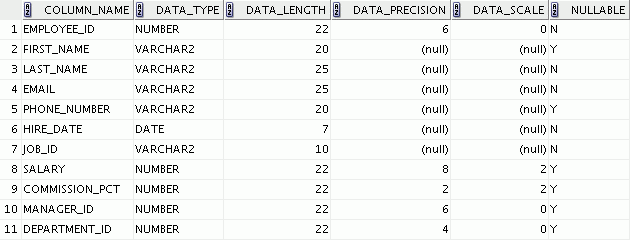 COLUMN_NAME DATA_TYPE DATA_LENGTH DATA_PRECISION DATA_SCALE NULLABLE
1 EMPLOYEE_ID NUMBER 22 6 0 N
2 FIRST_NAME VARCHAR2 20 (null) (null) Y
3 LAST_NAME VARCHAR2 25 (null) (null) N
4 EMAIL VARCHAR2 25 (null) (null) N
5 PHONE_NUMBER VARCHAR2 20 (null) (null) Y
6 HIRE_DATE DATE 7 (null) (null) N
7 JOB_ID VARCHAR2 10 (null) (null) N
8 SALARY NUMBER 22 8 2 Y
9 COMMISSION_PCT NUMBER 22 2 2 Y
10 MANAGER_ID NUMBER 22 6 0 Y
11 DEPARTMENT_ID NUMBER 22 4 0 Y